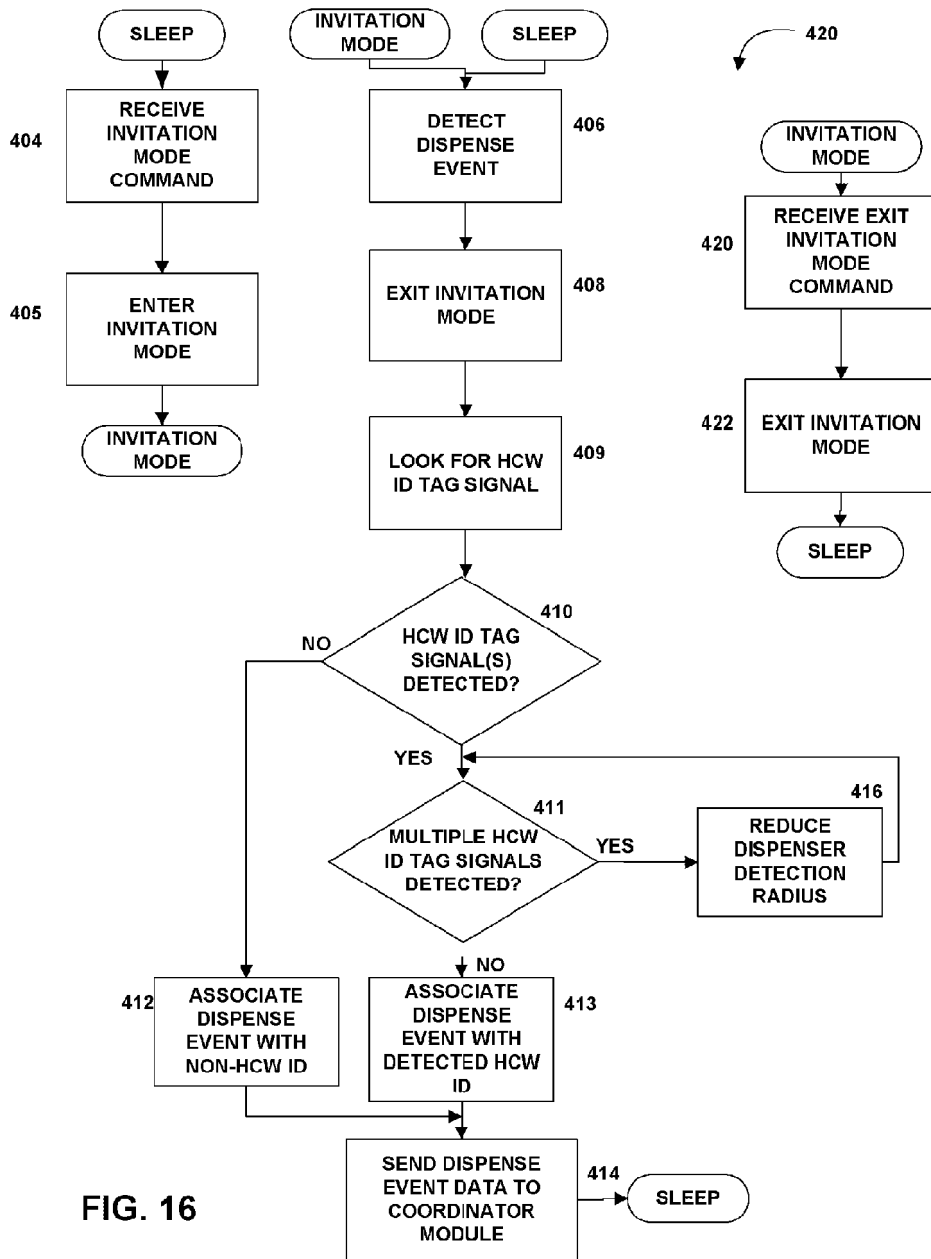 SLEEP
404
RECEIVE
INVITATION
MODE
COMMAND
405
ENTER
INVITATION
MODE
INVITATION
MODE
INVITATION
MODE
SLEEP
DETECT
DISPENSE
EVENT
406
EXIT INVITATION
MODE
408
LOOK FOR HCW
ID TAG SIGNAL
409
420
INVITATION
MODE
420
RECEIVE EXIT
INVITATION
MODE
COMMAND
422
EXIT INVITATION
MODE
SLEEP
410
HCW ID TAG
SIGNAL(S)
DETECTED?
NO
YES
411
MULTIPLE HCW
ID TAG SIGNALS
DETECTED?
YES
416
REDUCE
DISPENSER
DETECTION
RADIUS
NO
412
ASSOCIATE
DISPENSE
EVENT WITH
NON-HCW ID
ASSOCIATE
DISPENSE
EVENT WITH
DETECTED HCW
ID
413
SEND DISPENSE
EVENT DATA TO
COORDINATOR
MODULE
414
SLEEP
FIG. 16